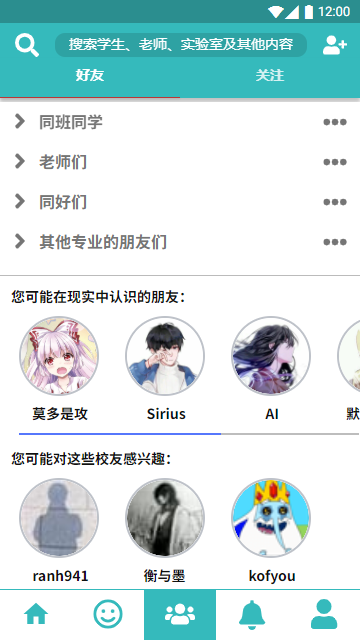 12:00
搜索学生、老师、实验室及其他内容
好友
关注
同班同学
老师们
同好们
其他专业的朋友们
您可能在现实中认识的朋友：
莫多是攻
Sirius
AI
默
您可能对这些校友感兴趣：
ranh941
衡与墨
kofyou